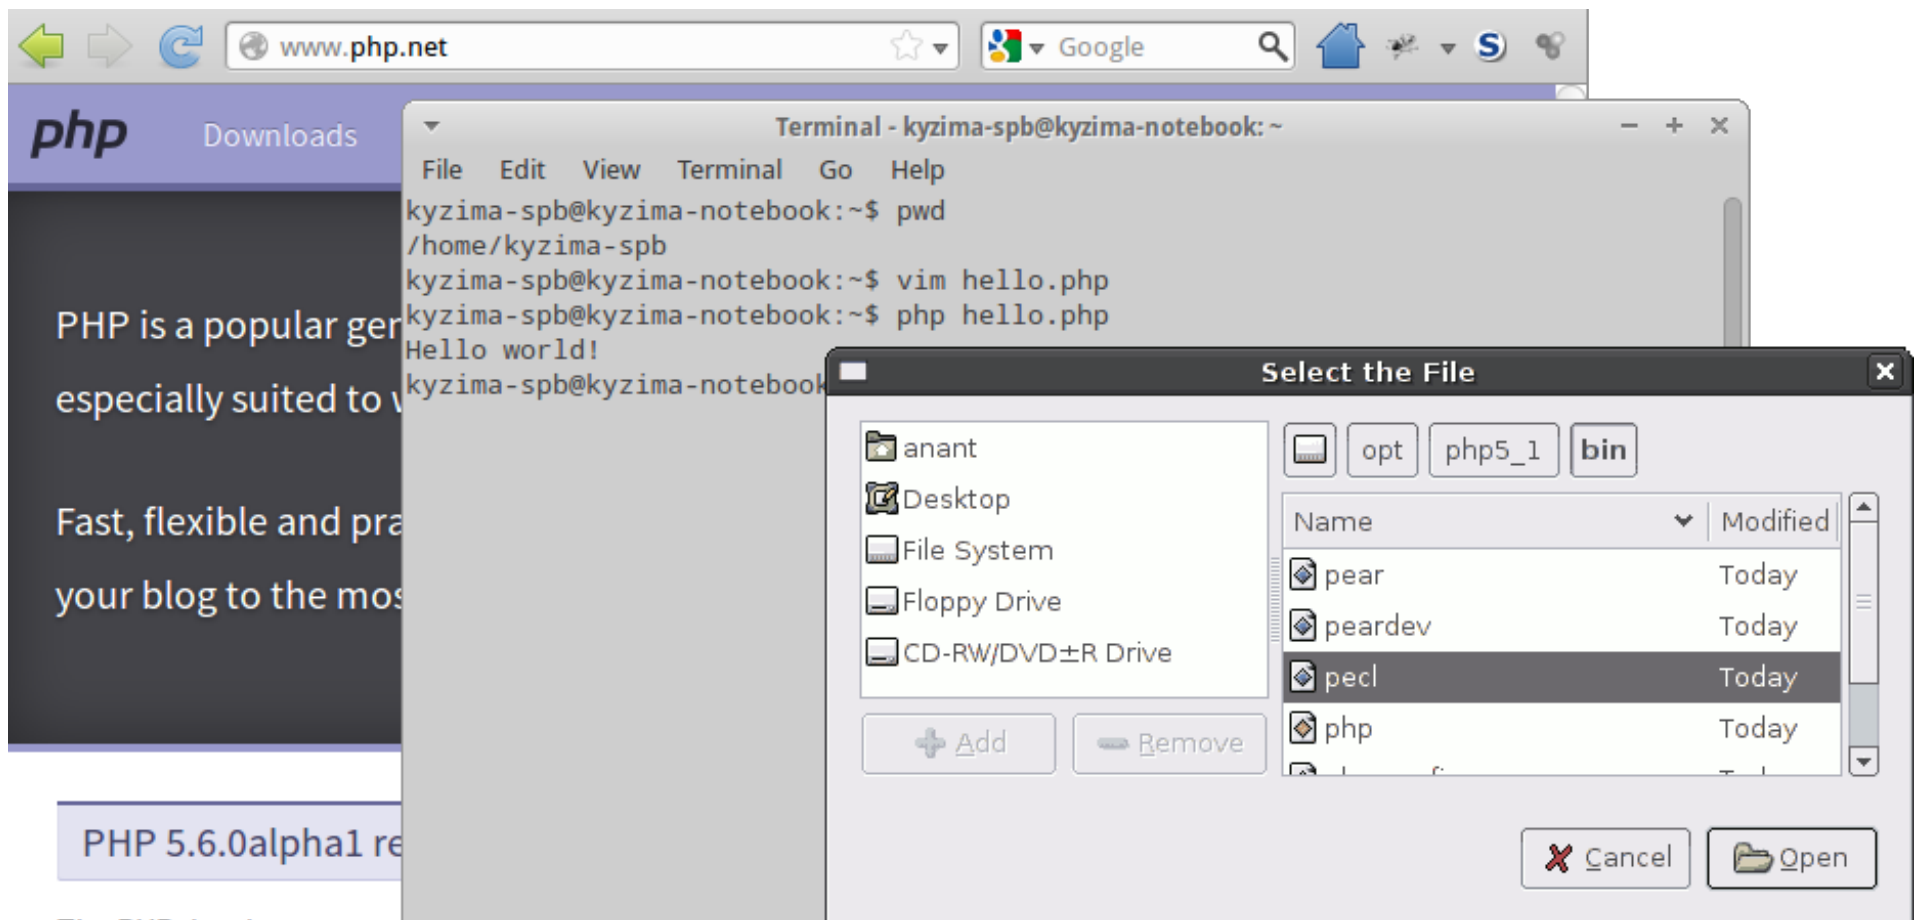 www.php.net
Google
S
php
Downloads
PHP is a popular ger
especially suited to
Fast, flexible and pra
your blog to the mos
PHP 5.6.0alpha1 re
Terminal - kyzima-spb@kyzima-notebook: ~
File Edit View Terminal Go Help
kyzima-spb@kyzima-notebook:~$ pwd
/home/kyzima-spb
kyzima-spb@kyzima-notebook:~$ vim hello.php
kyzima-spb@kyzima-notebook:~$ php hello.php
Hello world!
kyzima-spb@kyzima-notebook
Select the File
anant
Desktop
File System
Floppy Drive
CD-RW/DVD±R Drive
Add Remove
opt php5_1 bin
Name Modified
pear Today
peardev Today
pecl Today
php Today
Cancel Open